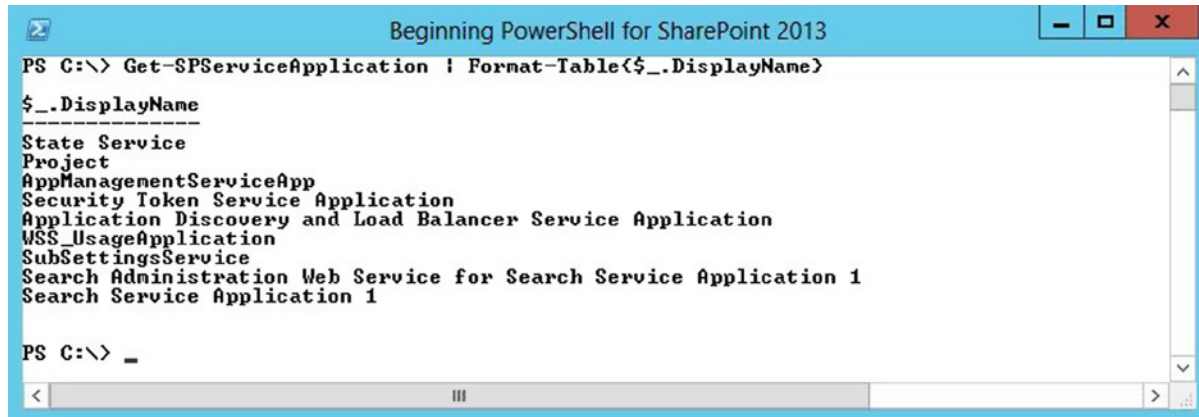 Beginning PowerShell for SharePoint 2013
PS C:\> Get-SPServiceApplication | Format-Table{$_.DisplayName}
$_.DisplayName
--------------
State Service
Project
AppManagementServiceApp
Security Token Service Application
Application Discovery and Load Balancer Service Application
WSS_UsageApplication
SubSettingsService
Search Administration Web Service for Search Service Application 1
Search Service Application 1
PS C:\> _